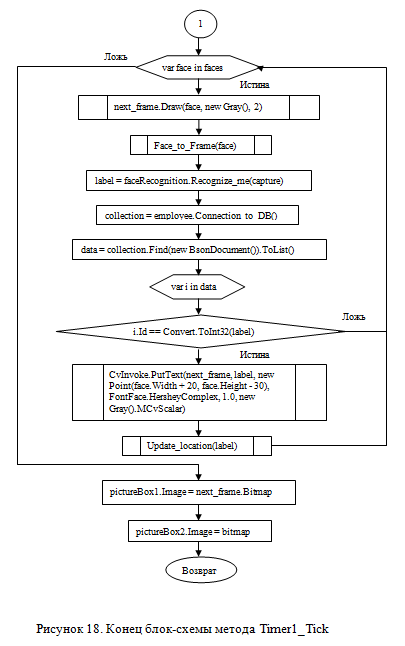 1
Ложь
var face in faces
Истина
next_frame.Draw(face, new Gray(), 2)
Face_to_Frame(face)
label = faceRecognition.Recognize_me(capture)
collection = employee.Connection_to_DB()
data = collection.Find(new BsonDocument()).ToList()
var i in data
Ложь
i.Id == Convert.ToInt32(label)
Истина
CvInvoke.PutText(next_frame, label, new
Point(face.Width + 20, face.Height - 30),
FontFace.HersheyComplex, 1.0, new
Gray().MCvScalar)
Update_location(label)
pictureBox1.Image = next_frame.Bitmap
pictureBox2.Image = bitmap
Возврат
Рисунок 18. Конец блок-схемы метода Timer1_Tick